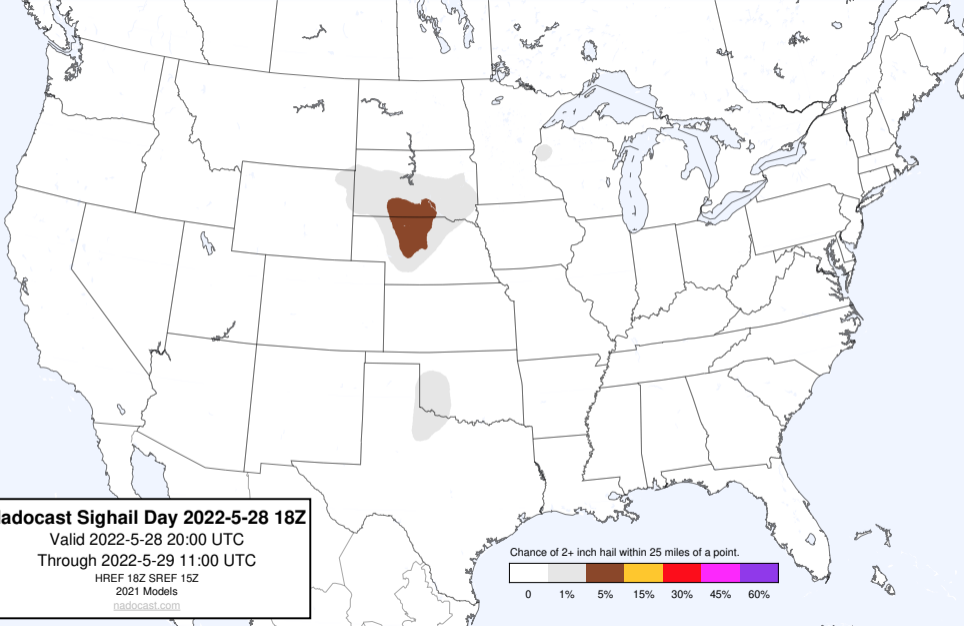 adocast Sighail Day 2022-5-28 18Z
Valid 2022-5-28 20:00 UTC
Through 2022-5-29 11:00 UTC
HREF 18Z SREF 15Z
2021 Models
nadocast.com
Chance of 2+ inch hail within 25 miles of a point.
0 1% 5% 15% 30% 45% 60%